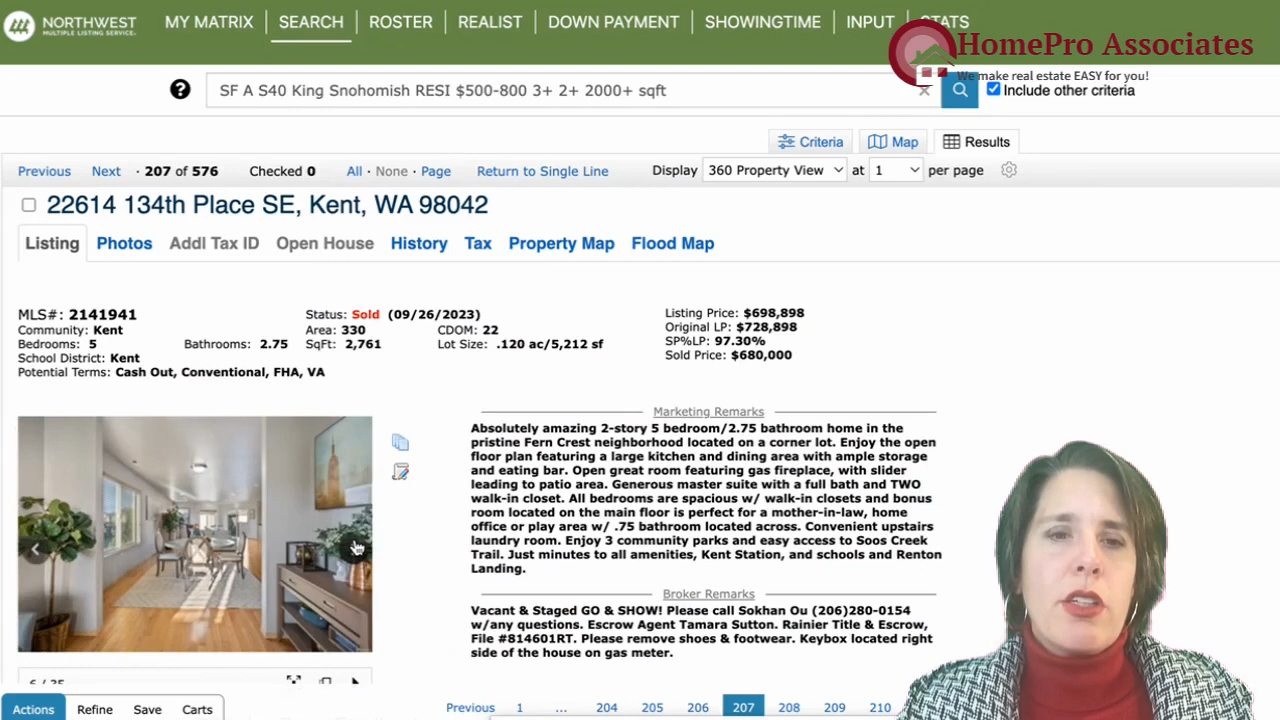 NORTHWEST
MULTIPLE LISTING SERVICE
MY MATRIX SEARCH ROSTER REALIST DOWN PAYMENT SHOWINGTIME INPUT STATS
HomePro Associates
We make real estate EASY for you!
? SF A S40 King Snohomish RESI $500-800 3+ 2+ 2000+ sqft
Include other criteria
Criteria Map Results
Previous Next · 207 of 576 Checked 0 All · None · Page Return to Single Line Display 360 Property View at 1 per page
22614 134th Place SE, Kent, WA 98042
Listing Photos Addl Tax ID Open House History Tax Property Map Flood Map
MLS#: 2141941 Status: Sold (09/26/2023) Listing Price: $698,898
Community: Kent Area: 330 CDOM: 22 Original LP: $728,898
Bedrooms: 5 Bathrooms: 2.75 SqFt: 2,761 Lot Size: .120 ac/5,212 sf SP%LP: 97.30%
School District: Kent Sold Price: $680,000
Potential Terms: Cash Out, Conventional, FHA, VA
Marketing Remarks
Absolutely amazing 2-story 5 bedroom/2.75 bathroom home in the
pristine Fern Crest neighborhood located on a corner lot. Enjoy the open
floor plan featuring a large kitchen and dining area with ample storage
and eating bar. Open great room featuring gas fireplace, with slider
leading to patio area. Generous master suite with a full bath and TWO
walk-in closet. All bedrooms are spacious w/ walk-in closets and bonus
room located on the main floor is perfect for a mother-in-law, home
office or play area w/ .75 bathroom located across. Convenient upstairs
laundry room. Enjoy 3 community parks and easy access to Soos Creek
Trail. Just minutes to all amenities, Kent Station, and schools and Renton
Landing.
Broker Remarks
Vacant & Staged GO & SHOW! Please call Sokhan Ou (206)280-0154
w/any questions. Escrow Agent Tamara Sutton. Rainier Title & Escrow,
File #814601RT. Please remove shoes & footwear. Keybox located right
side of the house on gas meter.
6 / 35
Actions Refine Save Carts Previous 1 ... 204 205 206 207 208 209 210